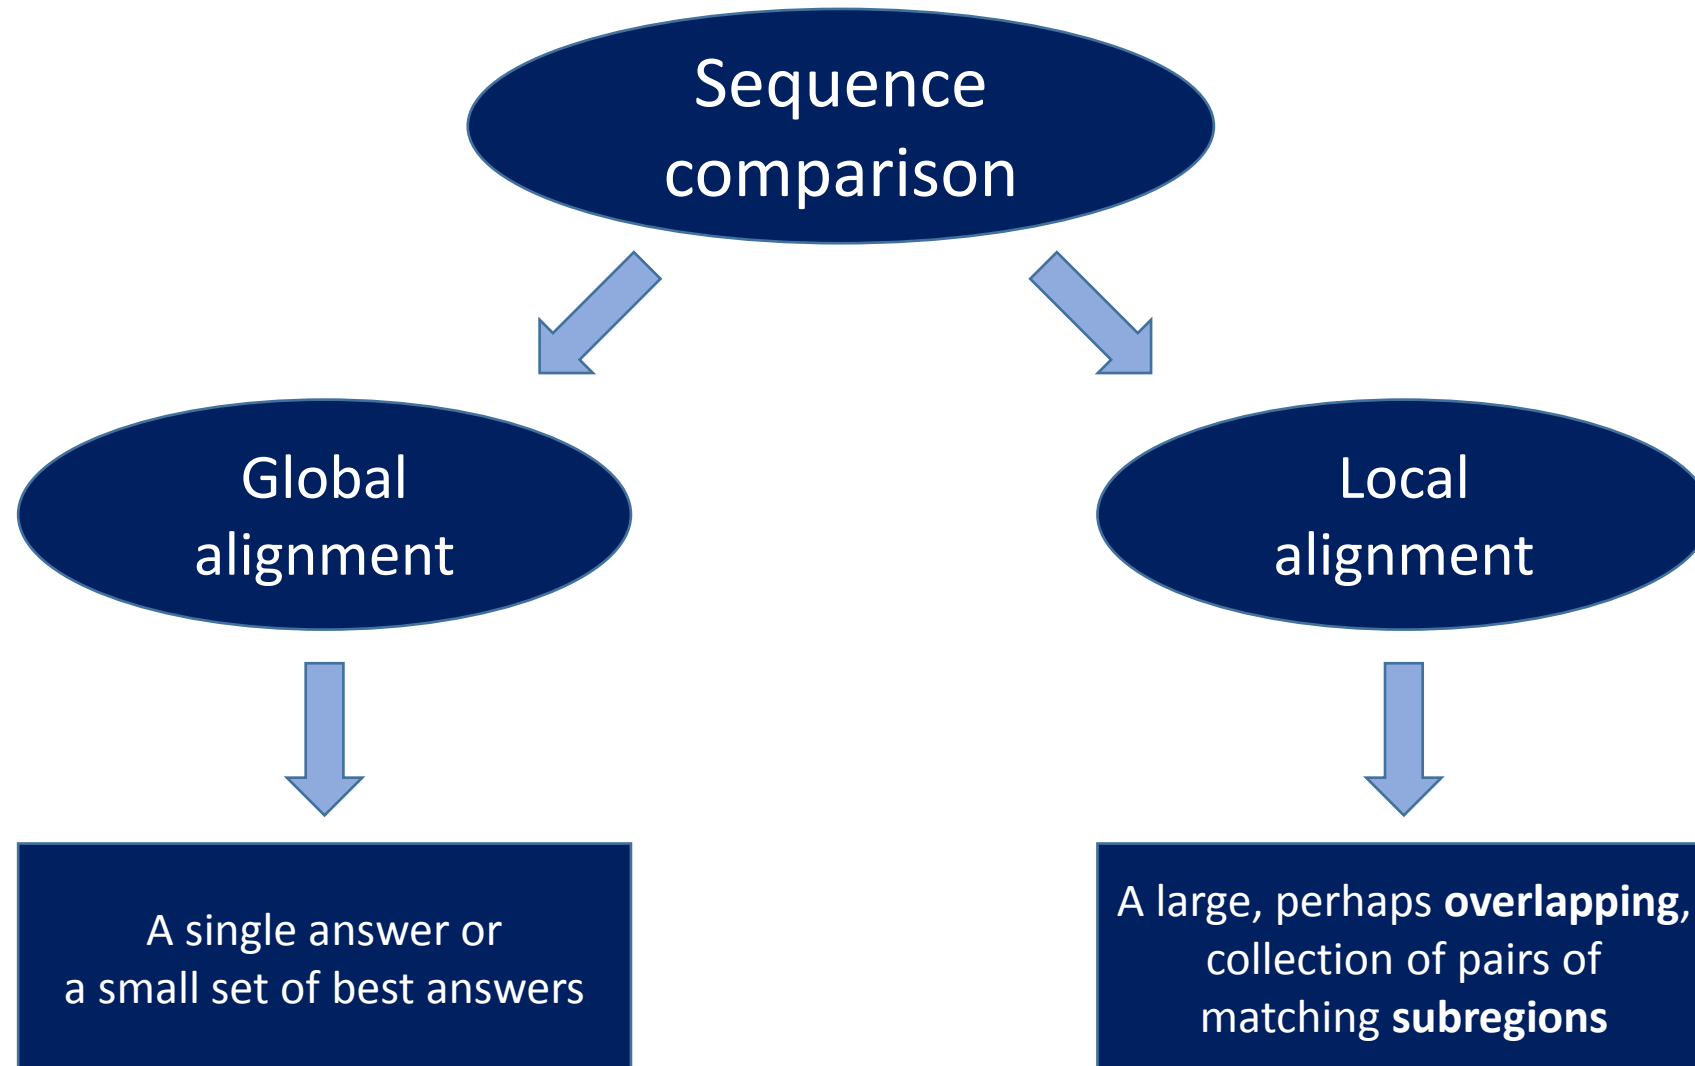 Sequence
comparison
Global
alignment
Local
alignment
A single answer or
a small set of best answers
A large, perhaps overlapping,
collection of pairs of
matching subregions